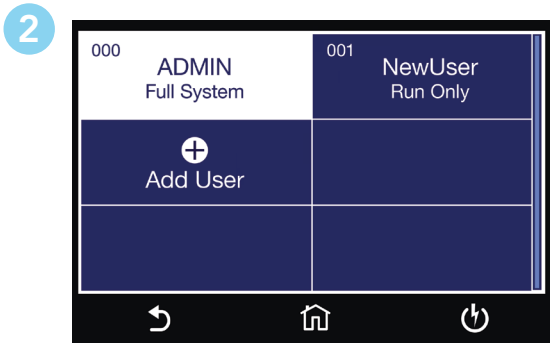 2
000
ADMIN
Full System
001
NewUser
Run Only
Add User